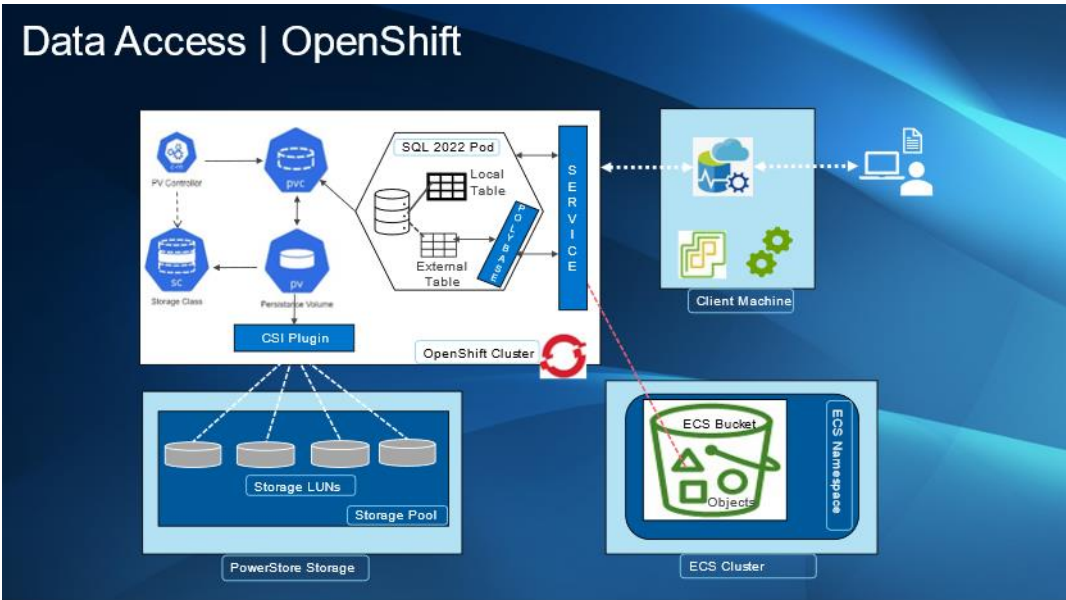 Data Access | OpenShift
PV Controller
pvc
SQL 2022 Pod
Local
Table
External
Table
POLYBASE
SERVICE
sc
Storage Class
pv
Persistance Volume
CSI Plugin
OpenShift Cluster
Client Machine
Storage LUNs
Storage Pool
PowerStore Storage
ECS Bucket
Objects
ECS Namespace
ECS Cluster